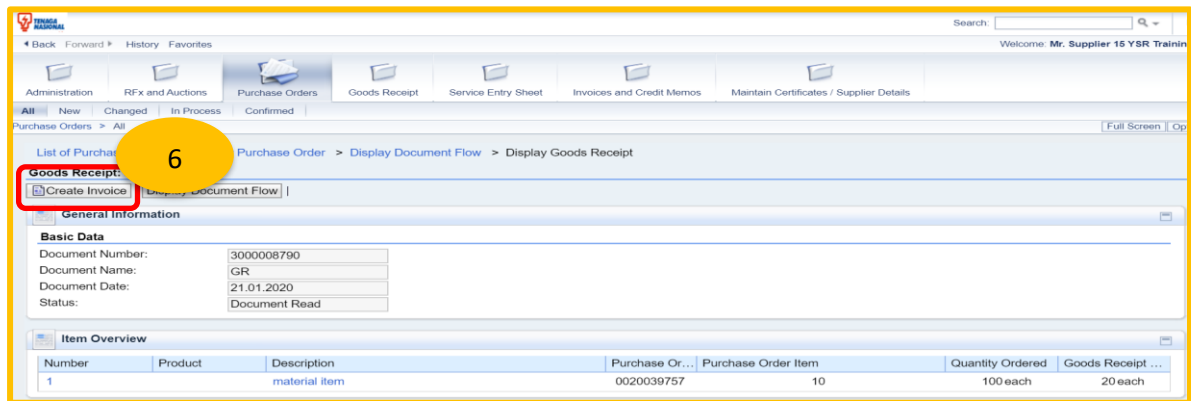 TENAGA
NASIONAL
Search:
Back Forward History Favorites
Welcome: Mr. Supplier 15 YSR Trainin
Administration RFx and Auctions Purchase Orders Goods Receipt Service Entry Sheet Invoices and Credit Memos Maintain Certificates / Supplier Details
All New Changed In Process Confirmed
Purchase Orders > All
Full Screen Op
List of Purchas Purchase Order > Display Document Flow > Display Goods Receipt
6
Goods Receipt:
Create Invoice Display Document Flow
General Information
Basic Data
Document Number: 3000008790
Document Name: GR
Document Date: 21.01.2020
Status: Document Read
Item Overview
Number Product Description Purchase Or... Purchase Order Item Quantity Ordered Goods Receipt ...
1 material item 0020039757 10 100 each 20 each